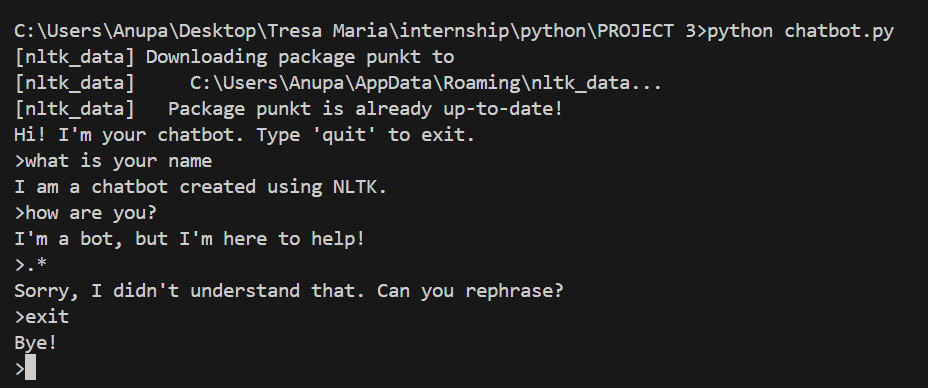 C:\Users\Anupa\Desktop\Tresa Maria\internship\python\PROJECT 3>python chatbot.py
[nltk_data] Downloading package punkt to
[nltk_data]     C:\Users\Anupa\AppData\Roaming\nltk_data...
[nltk_data]   Package punkt is already up-to-date!
Hi! I'm your chatbot. Type 'quit' to exit.
>what is your name
I am a chatbot created using NLTK.
>how are you?
I'm a bot, but I'm here to help!
>.*
Sorry, I didn't understand that. Can you rephrase?
>exit
Bye!
>